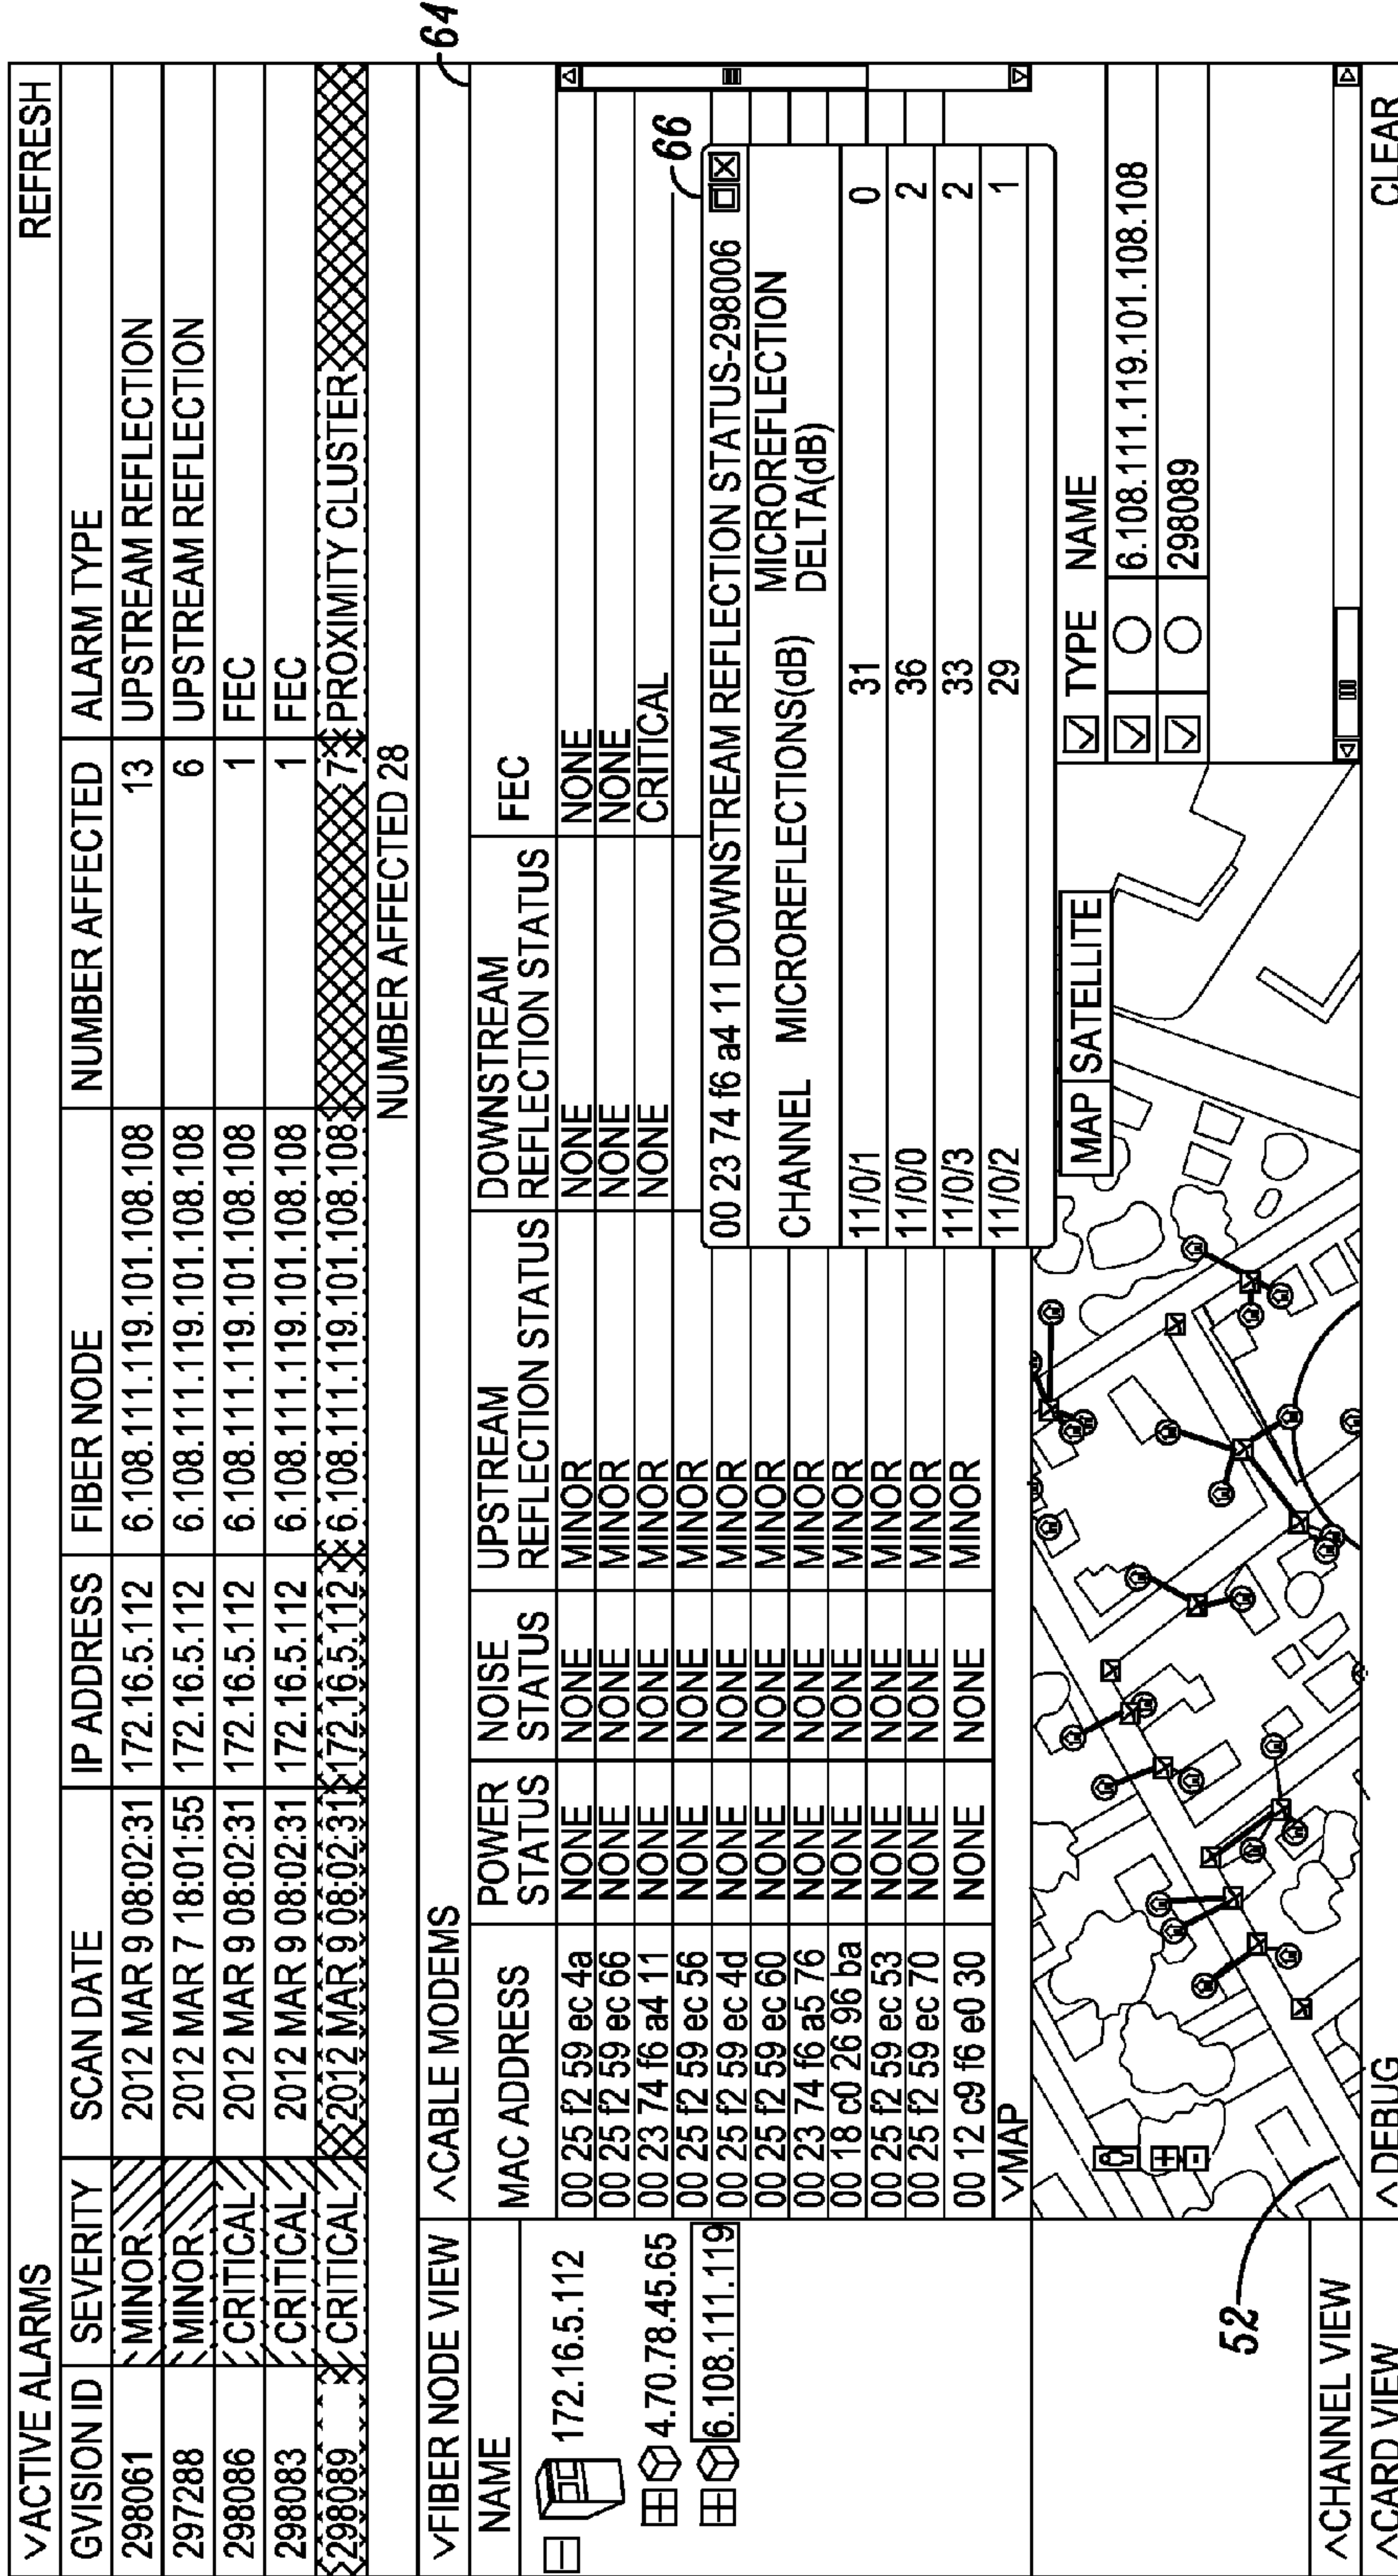 ∨ACTIVE ALARMS REFRESH
GVISION ID SEVERITY SCAN DATE IP ADDRESS FIBER NODE NUMBER AFFECTED ALARM TYPE
298061 MINOR 2012 MAR 9 08:02:31 172.16.5.112 6.108.111.119.101.108.108 13 UPSTREAM REFLECTION
297288 MINOR 2012 MAR 7 18:01:55 172.16.5.112 6.108.111.119.101.108.108 6 UPSTREAM REFLECTION
298086 CRITICAL 2012 MAR 9 08:02:31 172.16.5.112 6.108.111.119.101.108.108 1 FEC
298083 CRITICAL 2012 MAR 9 08:02:31 172.16.5.112 6.108.111.119.101.108.108 1 FEC
298089 CRITICAL 2012 MAR 9 08:02:31 172.16.5.112 6.108.111.119.101.108.108 7 PROXIMITY CLUSTER
NUMBER AFFECTED 28
∨FIBER NODE VIEW
NAME
172.16.5.112
4.70.78.45.65
6.108.111.119
∧CABLE MODEMS
64
MAC ADDRESS POWER STATUS NOISE STATUS UPSTREAM REFLECTION STATUS DOWNSTREAM REFLECTION STATUS FEC
00 25 f2 59 ec 4a NONE NONE MINOR NONE NONE
00 25 f2 59 ec 66 NONE NONE MINOR NONE NONE
00 23 74 f6 a4 11 NONE NONE MINOR NONE CRITICAL
00 25 f2 59 ec 56 NONE NONE MINOR
00 25 f2 59 ec 4d NONE NONE MINOR
00 25 f2 59 ec 60 NONE NONE MINOR
00 23 74 f6 a5 76 NONE NONE MINOR
00 18 c0 26 96 ba NONE NONE MINOR
00 25 f2 59 ec 53 NONE NONE MINOR
00 25 f2 59 ec 70 NONE NONE MINOR
00 12 c9 f6 e0 30 NONE NONE MINOR
66
00 23 74 f6 a4 11 DOWNSTREAM REFLECTION STATUS-298006
CHANNEL MICROREFLECTIONS(dB) MICROREFLECTION DELTA(dB)
11/0/1 31 0
11/0/0 36 2
11/0/3 33 2
11/0/2 29 1
∨MAP
MAP SATELLITE
TYPE NAME
6.108.111.119.101.108.108
298089
52
∧CHANNEL VIEW
∧CARD VIEW
∧DEBUG CLEAR